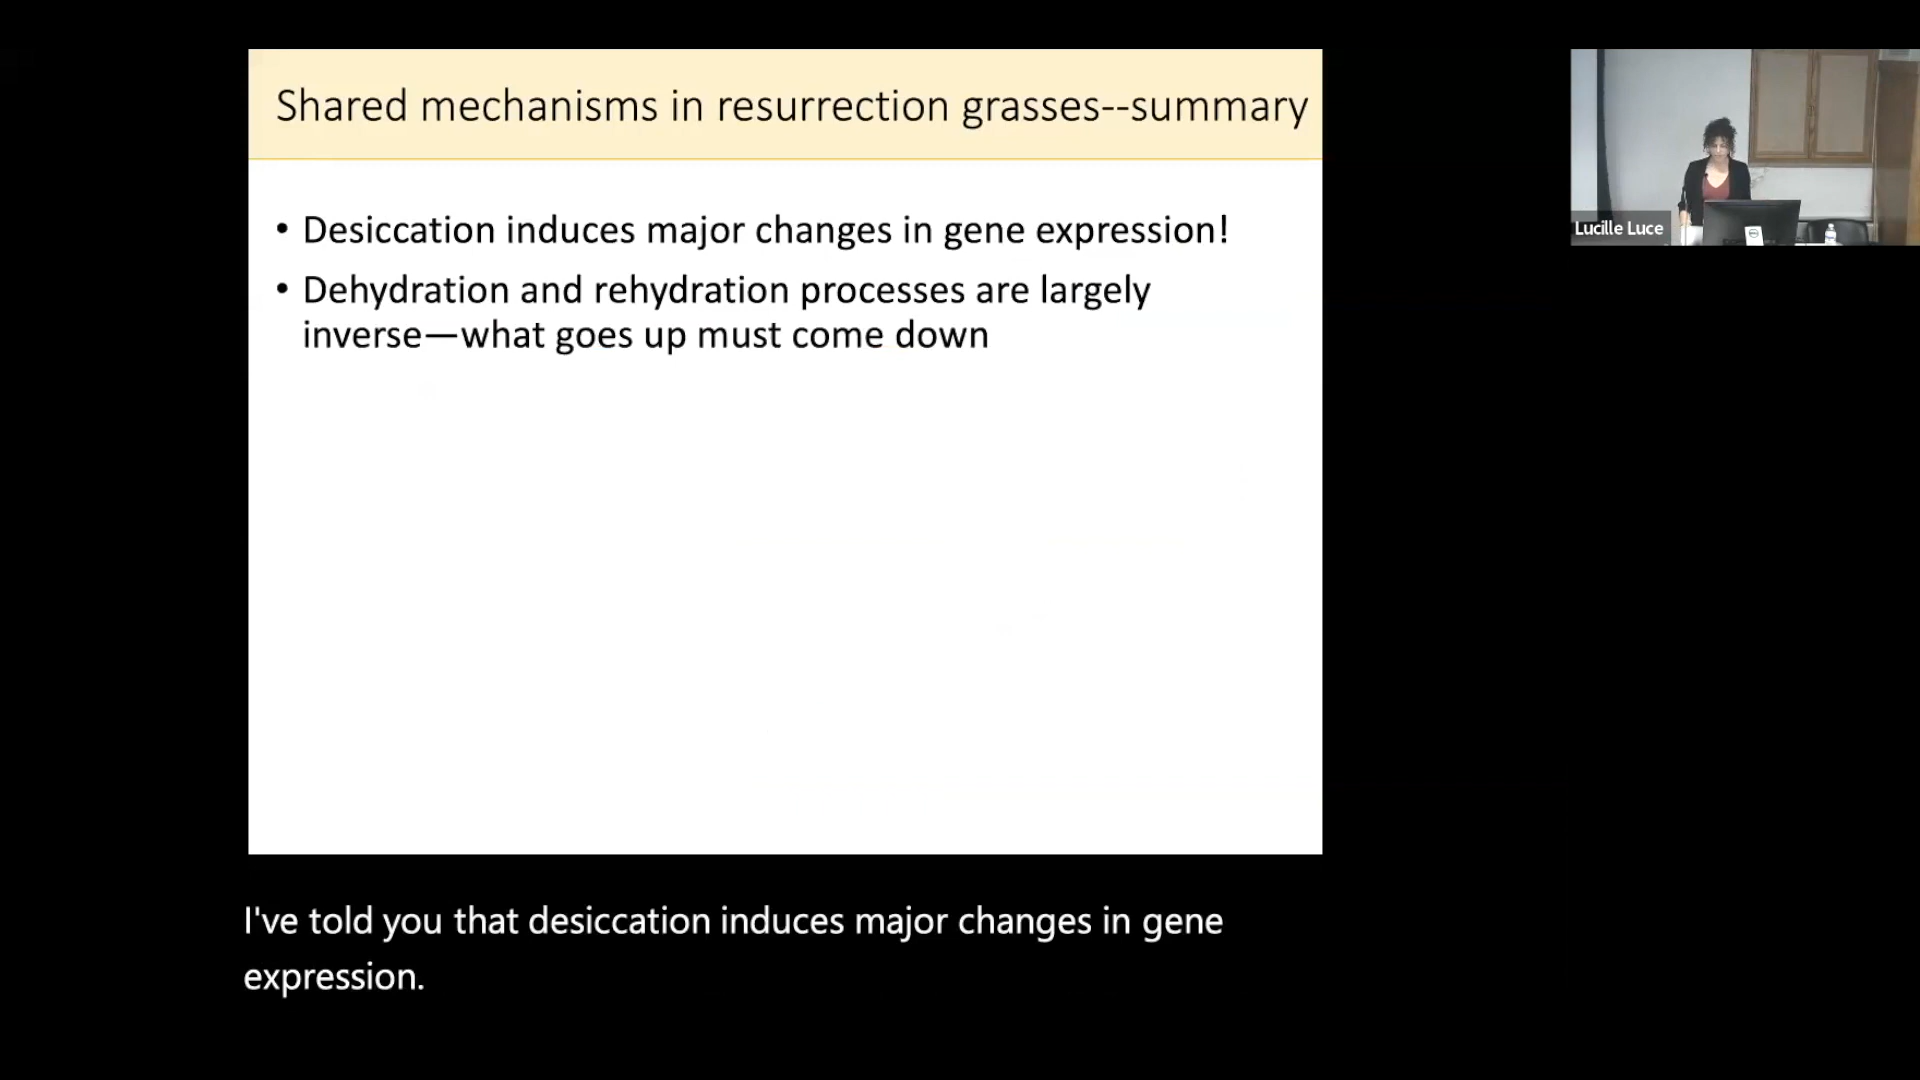 Shared mechanisms in resurrection grasses--summary
• Desiccation induces major changes in gene expression!
• Dehydration and rehydration processes are largely
inverse—what goes up must come down
Lucille Luce
I've told you that desiccation induces major changes in gene
expression.